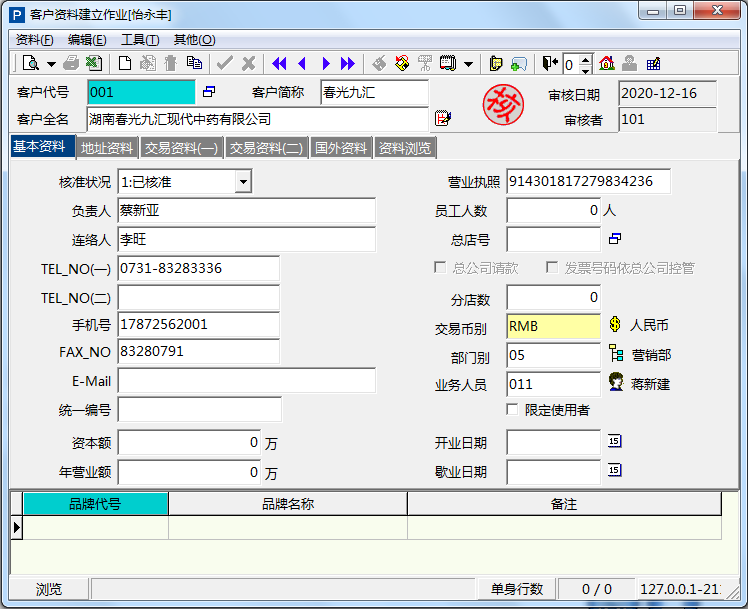 客户资料建立作业[怡永丰]
资料(F) 编辑(E) 工具(T) 其他(O)
0
客户代号 001 客户简称 春光九汇 核 审核日期 2020-12-16
客户全名 湖南春光九汇现代中药有限公司 审核者 101
基本资料 地址资料 交易资料(一) 交易资料(二) 国外资料 资料浏览
核准状况 1:已核准 营业执照 914301817279834236
负责人 蔡新亚 员工人数 0 人
连络人 李旺 总店号
TEL_NO(一) 0731-83283336 总公司请款 发票号码依总公司控管
TEL_NO(二) 分店数 0
手机号 17872562001 交易币别 RMB 人民币
FAX_NO 83280791 部门别 05 营销部
E-Mail 业务人员 011 蒋新建
统一编号 限定使用者
资本额 0 万 开业日期 15
年营业额 0 万 歇业日期 15
品牌代号 品牌名称 备注
浏览 单身行数 0 / 0 127.0.0.1-21